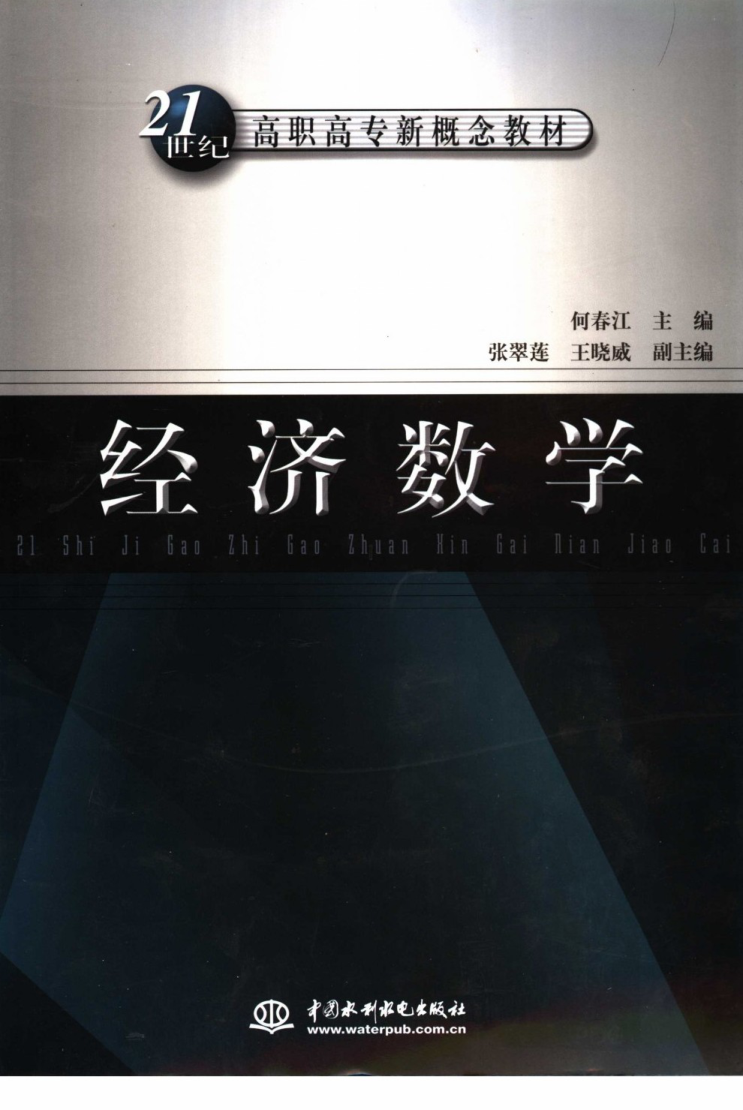 21世纪 高职高专新概念教材
何春江 主 编
张翠莲 王晓威 副主编
经济数学
21 Shi Ji Gao Zhi Gao Zhuan Xin Gai Nian Jiao Cai
中国水利水电出版社
www.waterpub.com.cn